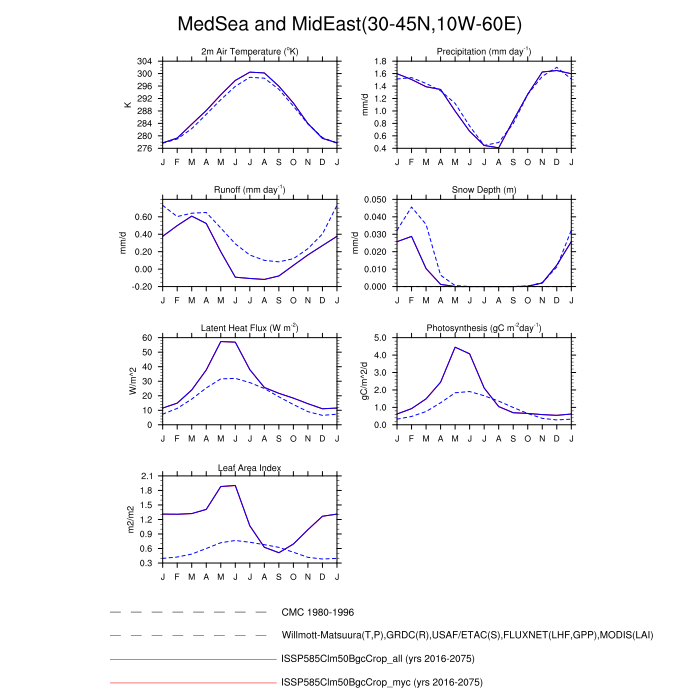 MedSea and MidEast(30-45N,10W-60E)
2m Air Temperature (°K)
304
300
296
292
288
284
280
276
K
J F M A M J J A S O N D J
Precipitation (mm day⁻¹)
1.8
1.6
1.4
1.2
1.0
0.8
0.6
0.4
mm/d
J F M A M J J A S O N D J
Runoff (mm day⁻¹)
0.60
0.40
0.20
0.00
-0.20
mm/d
J F M A M J J A S O N D J
Snow Depth (m)
0.050
0.040
0.030
0.020
0.010
0.000
mm/d
J F M A M J J A S O N D J
Latent Heat Flux (W m⁻²)
60
50
40
30
20
10
0
W/m^2
J F M A M J J A S O N D J
Photosynthesis (gC m⁻²day⁻¹)
5.0
4.0
3.0
2.0
1.0
0.0
gC/m^2/d
J F M A M J J A S O N D J
Leaf Area Index
2.1
1.8
1.5
1.2
0.9
0.6
0.3
m2/m2
J F M A M J J A S O N D J
CMC 1980-1996
Willmott-Matsuura(T,P),GRDC(R),USAF/ETAC(S),FLUXNET(LHF,GPP),MODIS(LAI)
ISSP585Clm50BgcCrop_all (yrs 2016-2075)
ISSP585Clm50BgcCrop_myc (yrs 2016-2075)